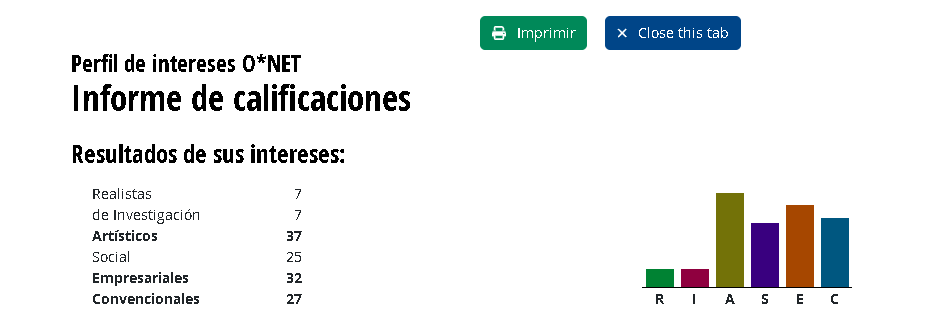 Imprimir
Close this tab
Perfil de intereses O*NET
Informe de calificaciones
Resultados de sus intereses:
Realistas 7
de Investigación 7
Artísticos 37
Social 25
Empresariales 32
Convencionales 27
R I A S E C